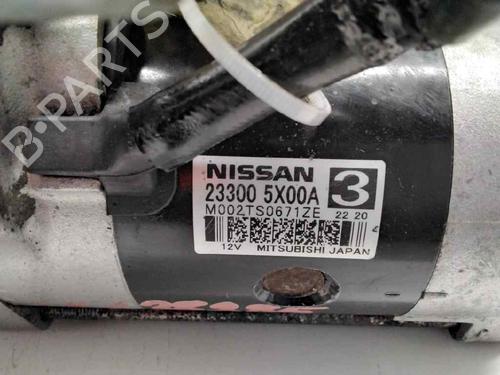 B-PARTS
NISSAN
23300 5X00A
3
M002TS0671ZE 22 20
12V MITSUBISHI JAPAN